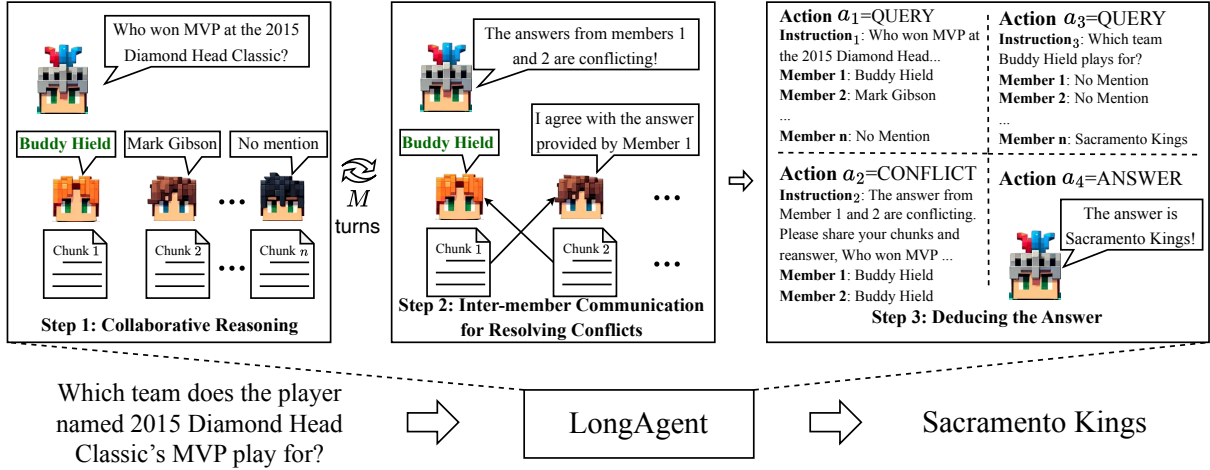 Who won MVP at the 2015
Diamond Head Classic?
Buddy Hield
Mark Gibson
No mention
...
Chunk 1
Chunk 2
...
Chunk n
Step 1: Collaborative Reasoning
M
turns
The answers from members 1
and 2 are conflicting!
Buddy Hield
I agree with the answer
provided by Member 1
...
Chunk 1
Chunk 2
...
Step 2: Inter-member Communication
for Resolving Conflicts
Action a1=QUERY
Instruction1: Who won MVP at
the 2015 Diamond Head...
Member 1: Buddy Hield
Member 2: Mark Gibson
...
Member n: No Mention
Action a2=CONFLICT
Instruction2: The answer from
Member 1 and 2 are conflicting.
Please share your chunks and
reanswer, Who won MVP ...
Member 1: Buddy Hield
Member 2: Buddy Hield
Action a3=QUERY
Instruction3: Which team
Buddy Hield plays for?
Member 1: No Mention
Member 2: No Mention
...
Member n: Sacramento Kings
Action a4=ANSWER
The answer is
Sacramento Kings!
Step 3: Deducing the Answer
Which team does the player
named 2015 Diamond Head
Classic's MVP play for?
LongAgent
Sacramento Kings